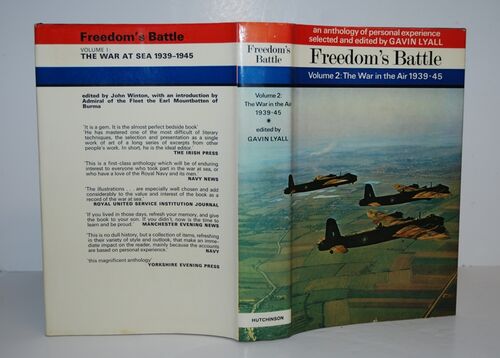 Freedom's Battle
VOLUME I:
THE WAR AT SEA 1939–1945
edited by John Winton, with an introduction by
Admiral of the Fleet the Earl Mountbatten of
Burma
'It is a gem. It is the almost perfect bedside book.'
'He has mastered one of the most difficult of literary
techniques, the selection and presentation as a single
work of art of a long series of excerpts from other
people's work. In short, he is the ideal editor.'
THE IRISH PRESS
'This is a first-class anthology which will be of enduring
interest to everyone who took part in the war at sea, or
who have a love of the Royal Navy and its men.'
NAVY NEWS
'The illustrations . . . are especially well chosen and add
considerably to the value and interest of the book as a
record of the war at sea.'
ROYAL UNITED SERVICE INSTITUTION JOURNAL
'If you lived in those days, refresh your memory, and give
the book to your son. If you didn't, now is the time to
learn and be proud.' MANCHESTER EVENING NEWS
'This is no dull history, but a collection of items, refreshing
in their variety of style and outlook, that make an imme-
diate impact on the reader, mainly because the accounts
are based on personal experience.' NAVY
'this magnificent anthology'
YORKSHIRE EVENING PRESS
Freedom's
Battle
Volume 2:
The War in the Air
1939-45
edited by
GAVIN LYALL
HUTCHINSON
an anthology of personal experience
selected and edited by GAVIN LYALL
Freedom's Battle
Volume 2: The War in the Air 1939-45